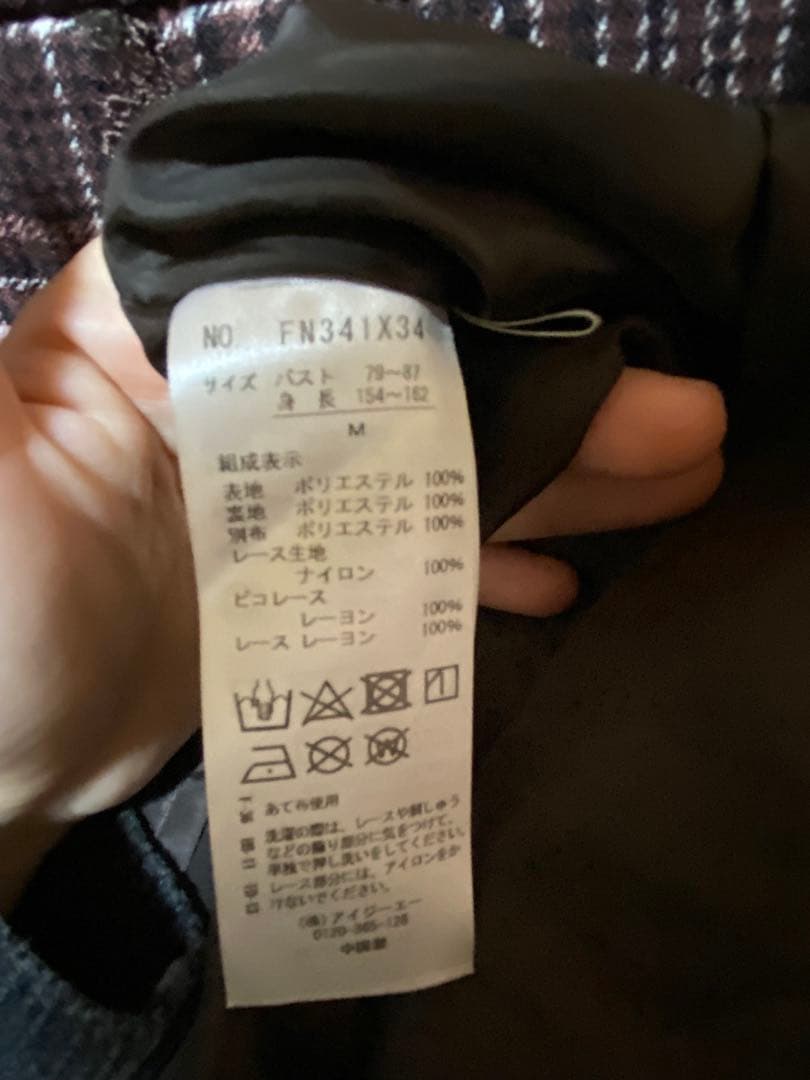 NO. FN341X34
サイズ バスト 79～87
身 長 154～162
M
組成表示
表地 ポリエステル 100%
裏地 ポリエステル 100%
別布 ポリエステル 100%
レース生地
ナイロン 100%
ピコレース
レーヨン 100%
レース レーヨン 100%
あて布使用
洗濯の際は、レースや刺しゅう
などの飾り部分に気をつけて、
単独で押し洗いをしてください。
レース部分には、アイロンをか
けないでください。
(株)アイジーエー
0120-365-126
中国製